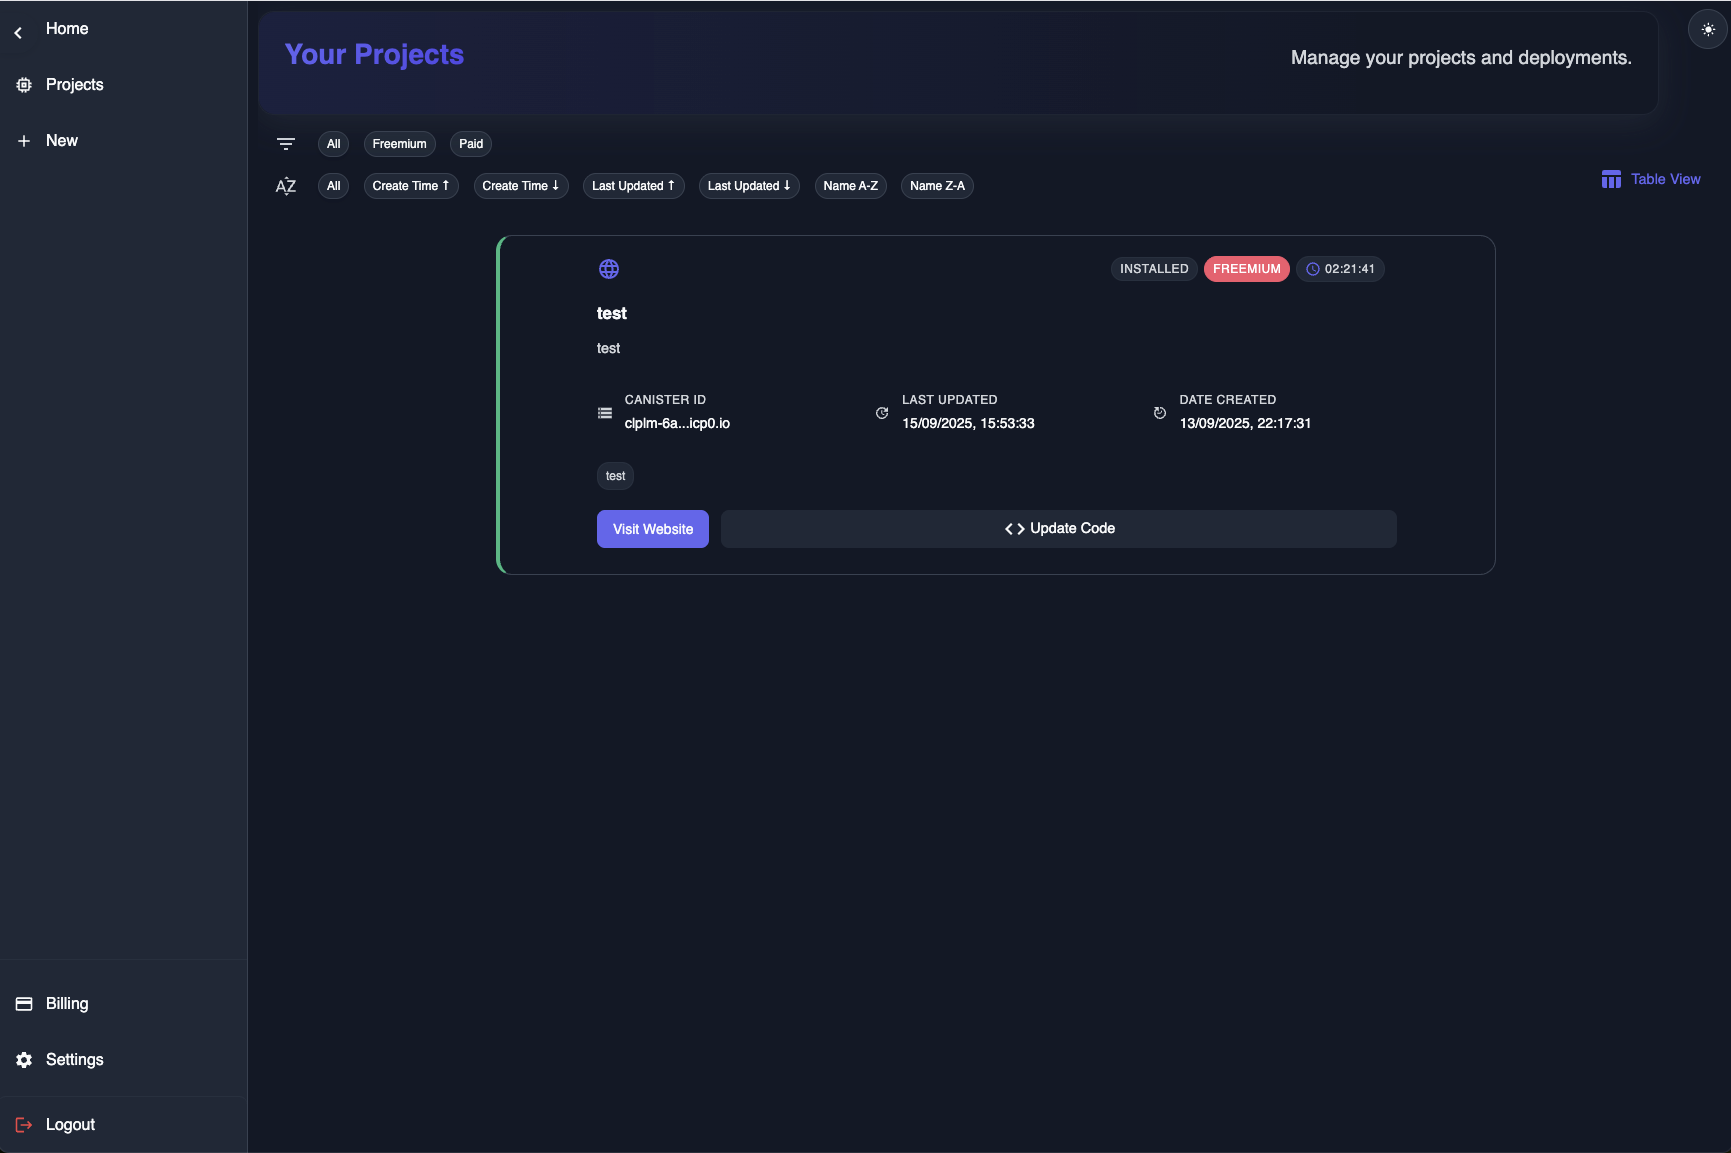 Home
Projects
New
Billing
Settings
Logout
Your Projects
Manage your projects and deployments.
All Freemium Paid
All Create Time ↑ Create Time ↓ Last Updated ↑ Last Updated ↓ Name A-Z Name Z-A
Table View
INSTALLED FREEMIUM 02:21:41
test
test
CANISTER ID
clplm-6a...icp0.io
LAST UPDATED
15/09/2025, 15:53:33
DATE CREATED
13/09/2025, 22:17:31
test
Visit Website
Update Code